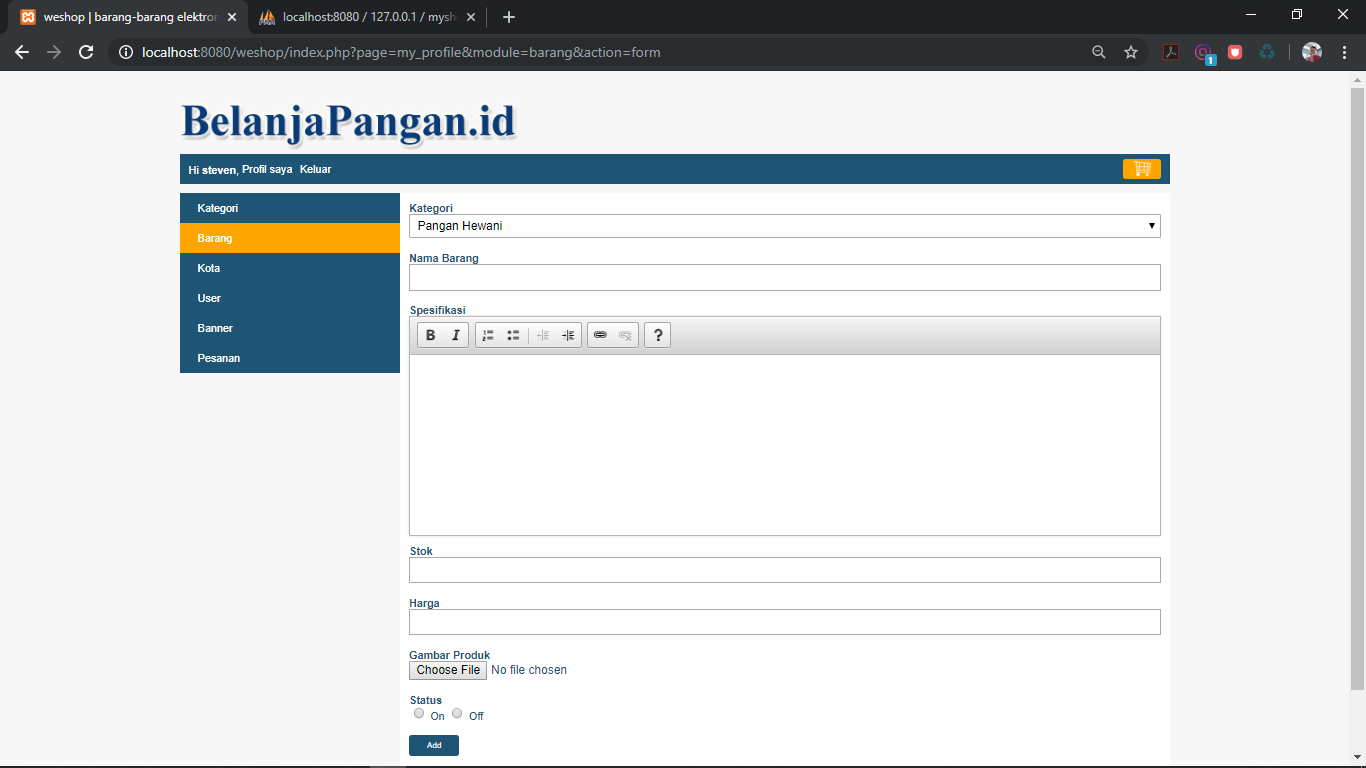 weshop | barang-barang elektron
localhost:8080 / 127.0.0.1 / mysh
localhost:8080/weshop/index.php?page=my_profile&module=barang&action=form
1
BelanjaPangan.id
Hi steven, Profil saya Keluar
Kategori
Barang
Kota
User
Banner
Pesanan
Kategori
Pangan Hewani
Nama Barang
Spesifikasi
B I ?
Stok
Harga
Gambar Produk
Choose File No file chosen
Status
On Off
Add